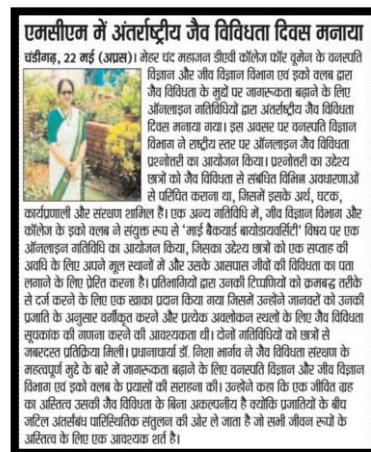 एमसीएम में अंतर्राष्ट्रीय जैव विविधता दिवस मनाया
चंडीगढ़, 22 मई (अप्रस)। मेहर चंद महाजन डीएवी कॉलेज फॉर वूमेन के वनस्पति
विज्ञान और जीव विज्ञान विभाग एवं इको क्लब द्वारा
जैव विविधता के मुद्दों पर जागरूकता बढ़ाने के लिए
ऑनलाइन गतिविधियों द्वारा अंतर्राष्ट्रीय जैव विविधता
दिवस मनाया गया। इस अवसर पर वनस्पति विज्ञान
विभाग ने राष्ट्रीय स्तर पर ऑनलाइन जैव विविधता
प्रश्नोत्तरी का आयोजन किया। प्रश्नोत्तरी का उद्देश्य
छात्रों को जैव विविधता से संबंधित विभिन्न अवधारणाओं
से परिचित कराना था, जिसमें इसके अर्थ, घटक,
कार्यप्रणाली और संरक्षण शामिल हैं। एक अन्य गतिविधि में, जीव विज्ञान विभाग और
कॉलेज के इको क्लब ने संयुक्त रूप से 'माई बैकयार्ड बायोडायवर्सिटी' विषय पर एक
ऑनलाइन गतिविधि का आयोजन किया, जिसका उद्देश्य छात्रों को एक सप्ताह की
अवधि के लिए अपने मूल स्थानों में और उसके आसपास जीवों की विविधता का पता
लगाने के लिए प्रेरित करना है। प्रतिभागियों द्वारा उनकी टिप्पणियों को क्रमबद्ध तरीके
से दर्ज करने के लिए एक खाका प्रदान किया गया जिसमें उन्होंने जानवरों को उनकी
प्रजाति के अनुसार वर्गीकृत करने और प्रत्येक अवलोकन स्थलों के लिए जैव विविधता
सूचकांक की गणना करने की आवश्यकता थी। दोनों गतिविधियों को छात्रों से
जबरदस्त प्रतिक्रिया मिली। प्रधानाचार्या डॉ. निशा भार्गव ने जैव विविधता संरक्षण के
महत्वपूर्ण मुद्दे के बारे में जागरूकता बढ़ाने के लिए वनस्पति विज्ञान और जीव विज्ञान
विभाग एवं इको क्लब के प्रयासों की सराहना की। उन्होंने कहा कि एक जीवित ग्रह
का अस्तित्व उसकी जैव विविधता के बिना अकल्पनीय है क्योंकि प्रजातियों के बीच
जटिल अंतर्संबंध पारिस्थितिक संतुलन की ओर ले जाता है जो सभी जीवन रूपों के
अस्तित्व के लिए एक आवश्यक शर्त है।